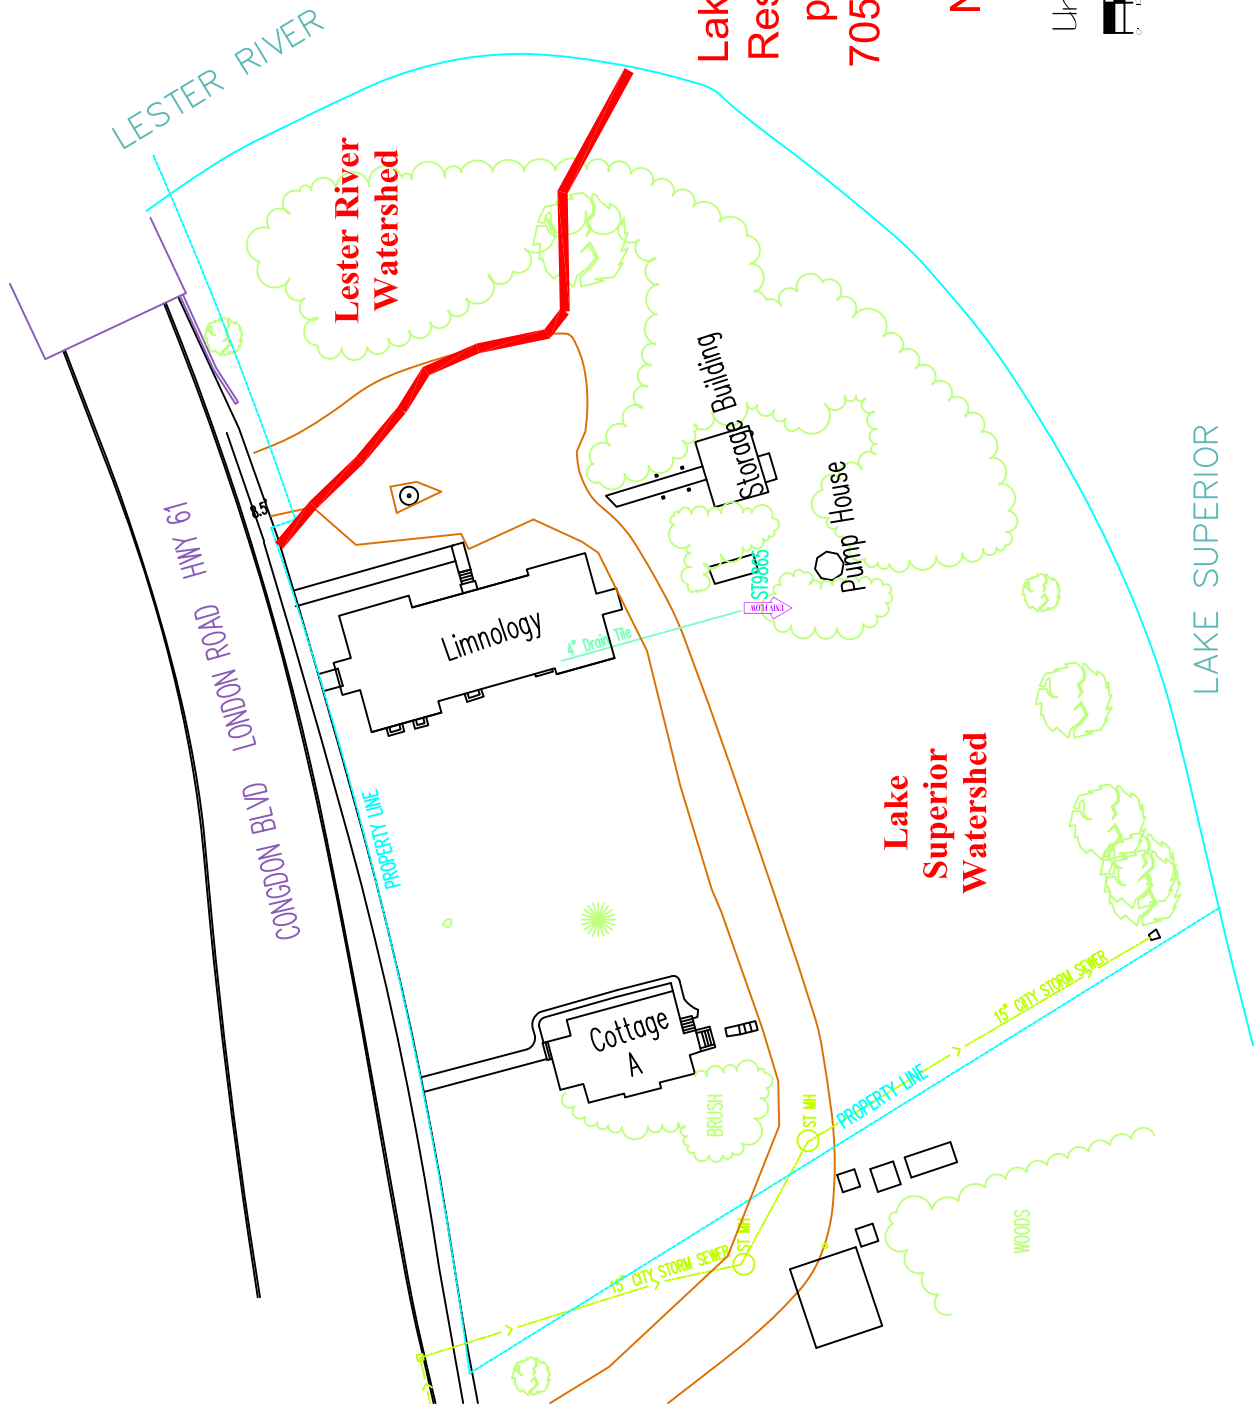 LESTER RIVER
Lester River
Watershed
HWY 61
LONDON ROAD
CONGDON BLVD
8.5'
PROPERTY LINE
Limnology
4" Drain Tile
ST9865
Storage Building
Pump House
LAKE SUPERIOR
Lake
Superior
Watershed
Cottage
A
BRUSH
15" CITY STORM SEWER
ST MH
ST MH
PROPERTY LINE
15" CITY STORM SEWER
WOODS
705